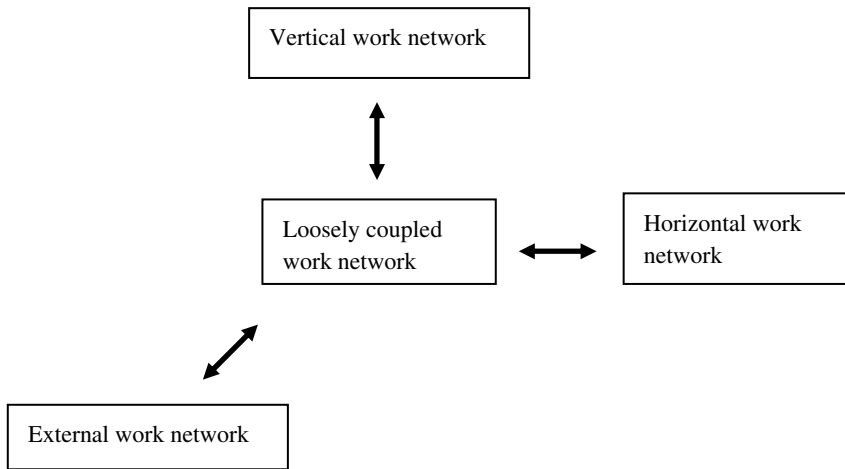 Vertical work network
Loosely coupled
work network
Horizontal work
network
External work network